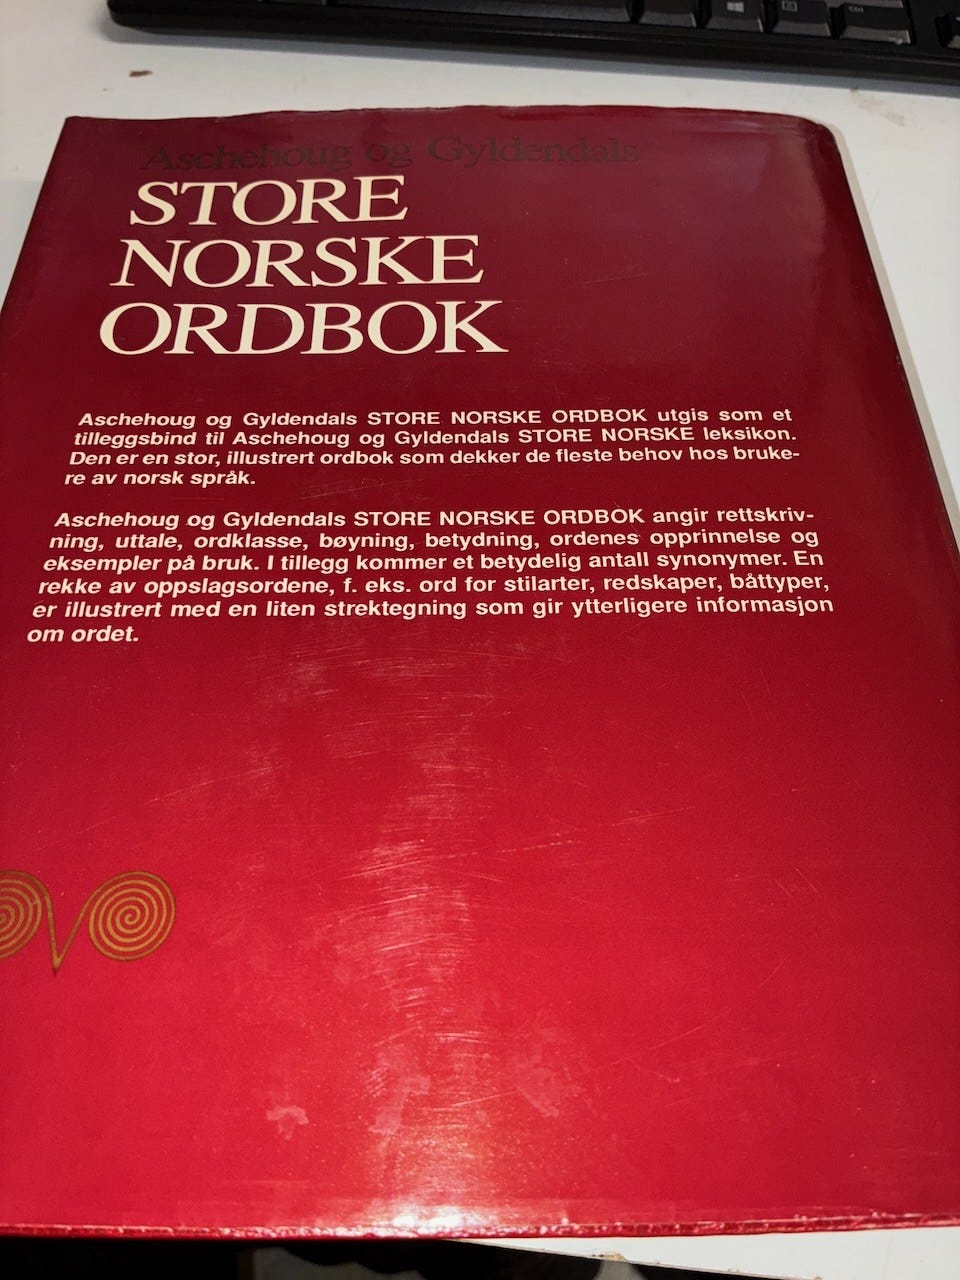 Aschehoug og Gyldendals
STORE
NORSKE
ORDBOK
Aschehoug og Gyldendals STORE NORSKE ORDBOK utgis som et
tilleggsbind til Aschehoug og Gyldendals STORE NORSKE leksikon.
Den er en stor, illustrert ordbok som dekker de fleste behov hos bruke-
re av norsk språk.
Aschehoug og Gyldendals STORE NORSKE ORDBOK angir rettskriv-
ning, uttale, ordklasse, bøyning, betydning, ordenes opprinnelse og
eksempler på bruk. I tillegg kommer et betydelig antall synonymer. En
rekke av oppslagsordene, f. eks. ord for stilarter, redskaper, båttyper,
er illustrert med en liten strektegning som gir ytterligere informasjon
om ordet.